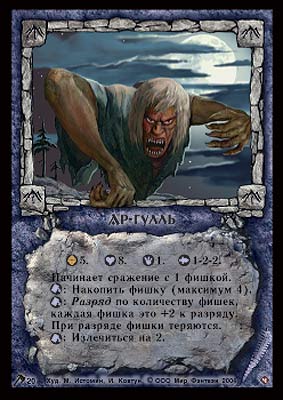 АР-ГУЛЛЬ
5. 8. 1. 1-2-2.
Начинает сражение с 1 фишкой.
: Накопить фишку (максимум 4).
: Разряд по количеству фишек,
каждая фишка это +2 к разряду.
При разряде фишки теряются.
: Излечиться на 2.
20 Худ. М. Истомин, И. Ковтун © ООО Мир Фэнтези